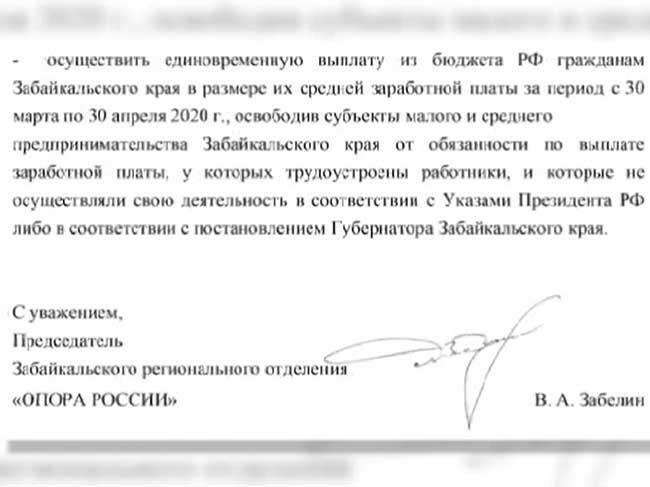 - осуществить единовременную выплату из бюджета РФ гражданам
Забайкальского края в размере их средней заработной платы за период с 30
марта по 30 апреля 2020 г., освободив субъекты малого и среднего
предпринимательства Забайкальского края от обязанности по выплате
заработной платы, у которых трудоустроены работники, и которые не
осуществляли свою деятельность в соответствии с Указами Президента РФ
либо в соответствии с постановлением Губернатора Забайкальского края.
С уважением,
Председатель
Забайкальского регионального отделения
«ОПОРА РОССИИ» В. А. Забелин